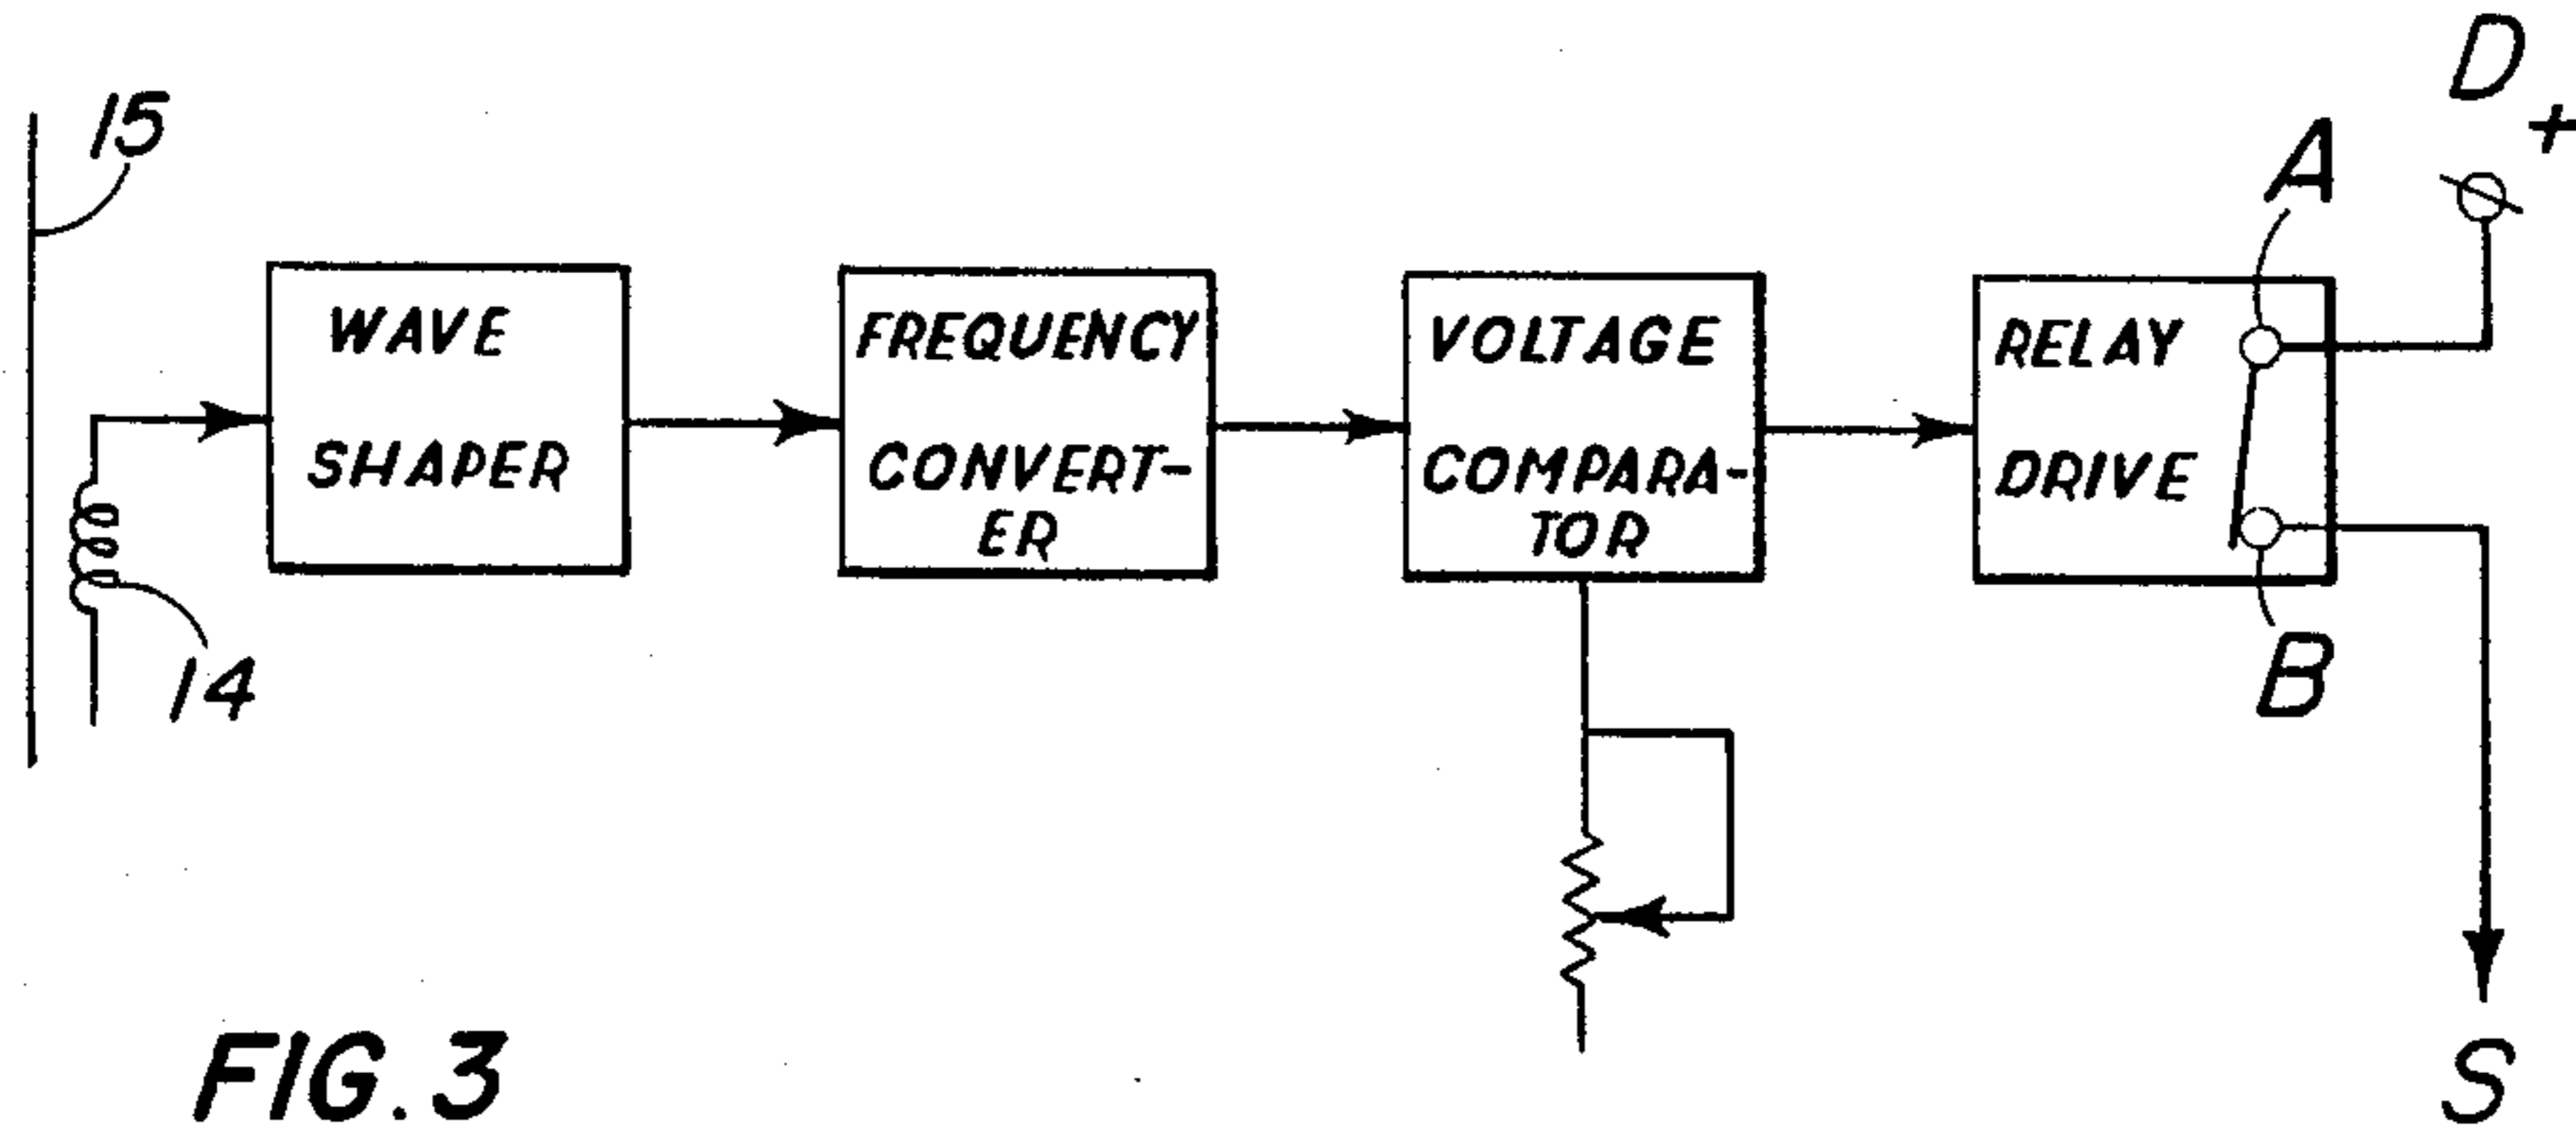 15
14
WAVE
SHAPER
FREQUENCY
CONVERT-
ER
VOLTAGE
COMPARA-
TOR
RELAY
DRIVE
A
B
D
+
S
FIG. 3